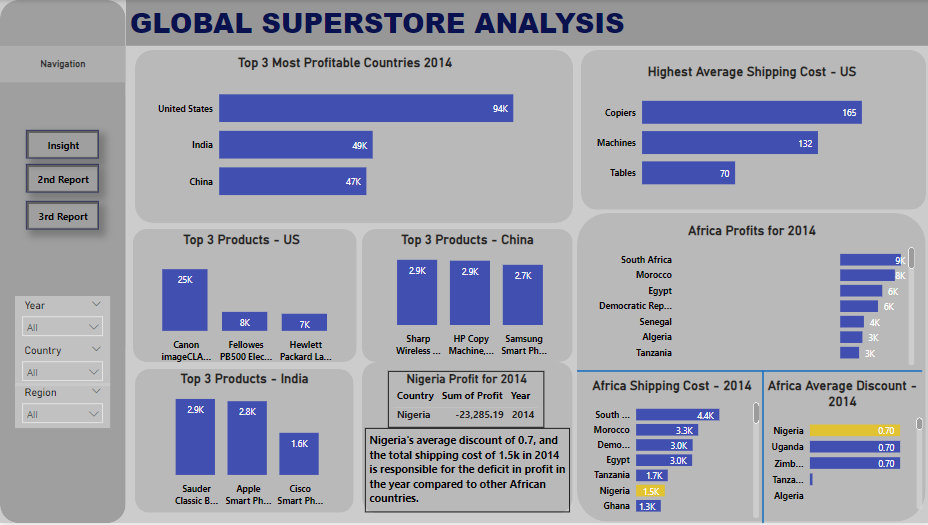 GLOBAL SUPERSTORE ANALYSIS
Navigation
Insight
2nd Report
3rd Report
Year
All
Country
All
Region
All
Top 3 Most Profitable Countries 2014
United States 94K
India 49K
China 47K
Highest Average Shipping Cost - US
Copiers 165
Machines 132
Tables 70
Top 3 Products - US
25K 8K 7K
Canon Fellowes Hewlett
imageCLA... PB500 Elec... Packard La...
Top 3 Products - China
2.9K 2.9K 2.7K
Sharp HP Copy Samsung
Wireless ... Machine,... Smart Ph...
Africa Profits for 2014
South Africa 9K
Morocco 8K
Egypt 6K
Democratic Rep... 6K
Senegal 4K
Algeria 3K
Tanzania 3K
Top 3 Products - India
2.9K 2.8K 1.6K
Sauder Apple Cisco
Classic B... Smart Ph... Smart Ph...
Nigeria Profit for 2014
Country Sum of Profit Year
Nigeria -23,285.19 2014
Nigeria's average discount of 0.7, and
the total shipping cost of 1.5k in 2014
is responsible for the deficit in profit in
the year compared to other African
countries.
Africa Shipping Cost - 2014
South ... 4.4K
Morocco 3.3K
Demo... 3.0K
Egypt 3.0K
Tanzania 1.7K
Nigeria 1.5K
Ghana 1.3K
Africa Average Discount -
2014
Nigeria 0.70
Uganda 0.70
Zimb... 0.70
Tanza...
Algeria